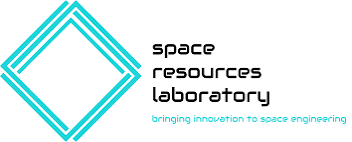 space
resources
laboratory
bringing innovation to space engineering